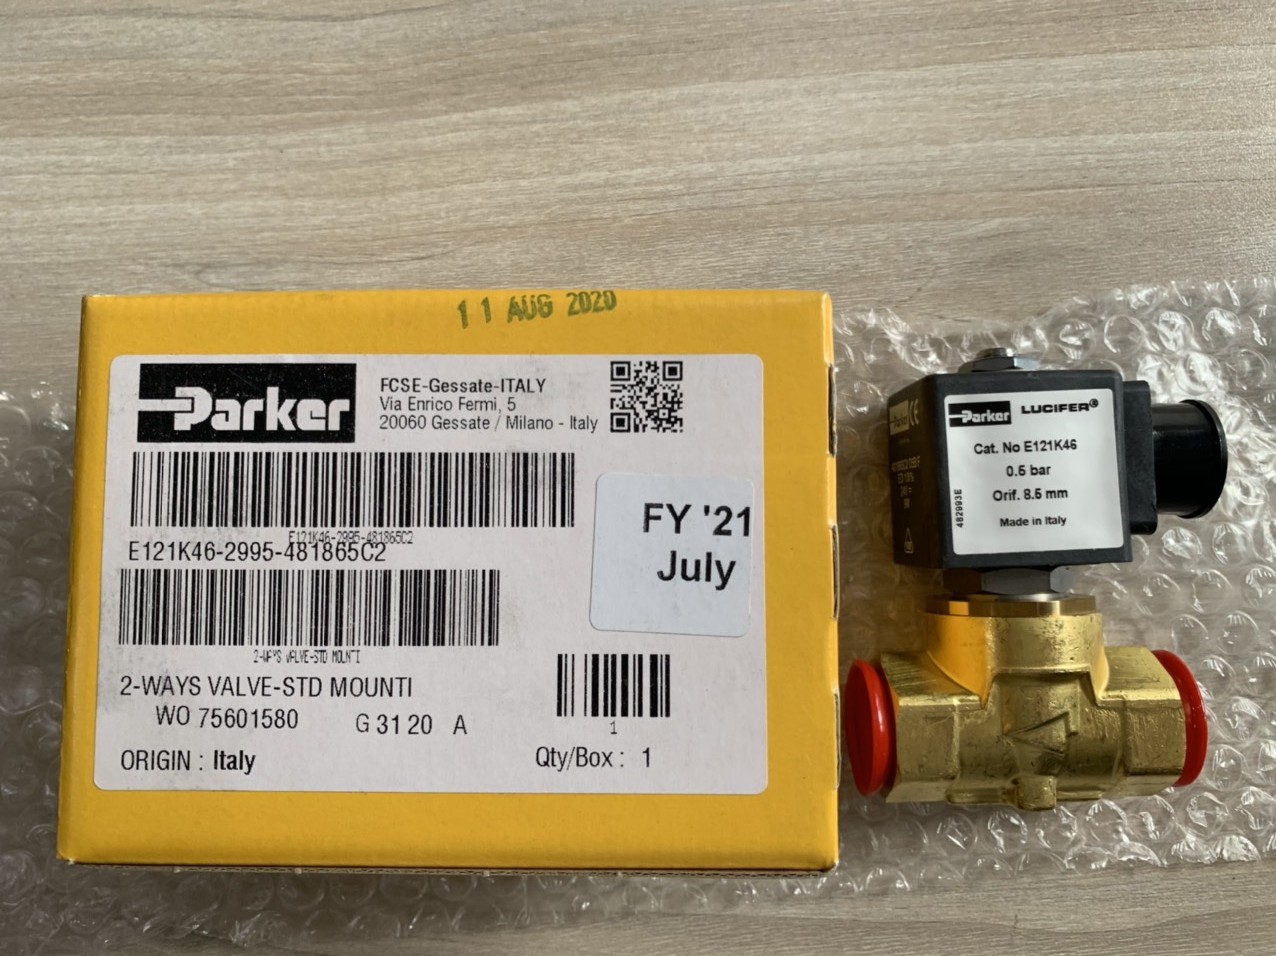 11 AUG 2020
Parker
FCSE-Gessate-ITALY
Via Enrico Fermi, 5
20060 Gessate / Milano - Italy
E121K46-2995-481865C2
E121K46-2995-481865C2
FY '21
July
2-WAYS VALVE-STD MOUNTI
2-WAYS VALVE-STD MOUNTI
WO 75601580 G 31 20 A
1
ORIGIN : Italy
Qty/Box : 1
Parker LUCIFER©
Cat. No E121K46
0.5 bar
Orif. 8.5 mm
Made in Italy
482993E
Parker CE